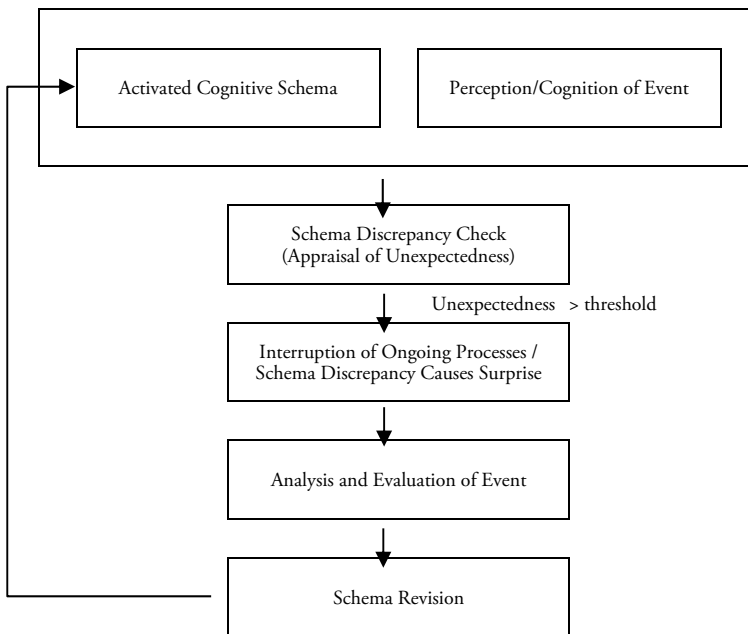 Activated Cognitive Schema
Perception/Cognition of Event
Schema Discrepancy Check
(Appraisal of Unexpectedness)
Unexpectedness > threshold
Interruption of Ongoing Processes /
Schema Discrepancy Causes Surprise
Analysis and Evaluation of Event
Schema Revision